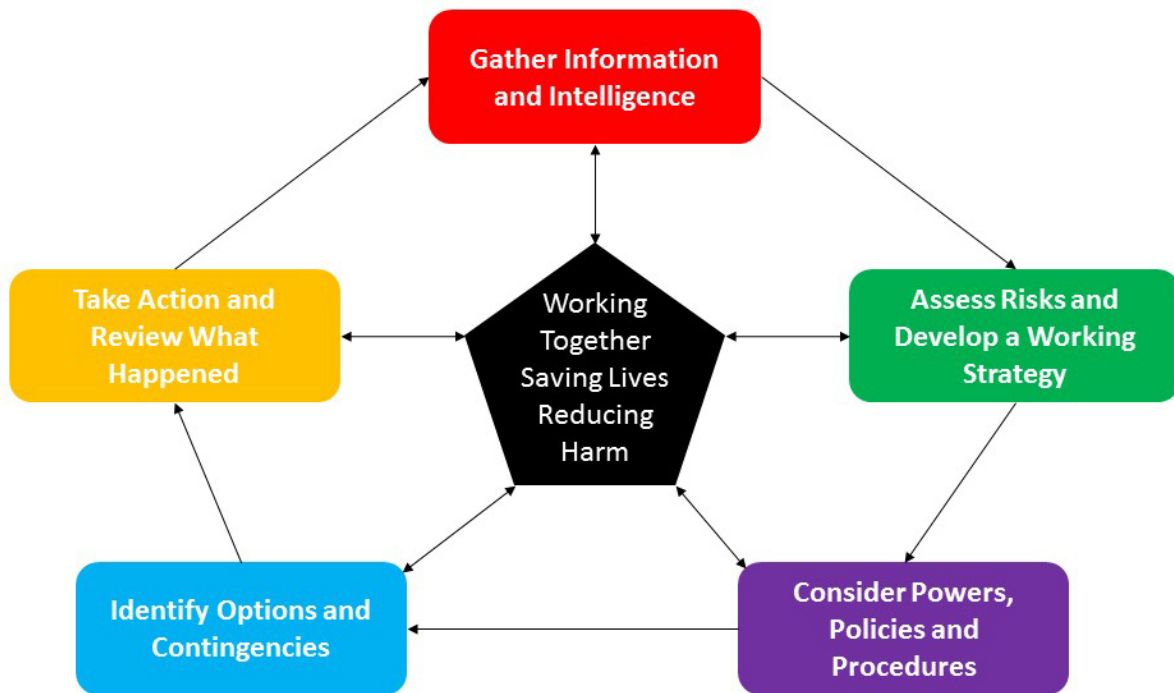 Gather Information
and Intelligence
Assess Risks and
Develop a Working
Strategy
Consider Powers,
Policies and
Procedures
Identify Options and
Contingencies
Take Action and
Review What
Happened
Working
Together
Saving Lives
Reducing
Harm